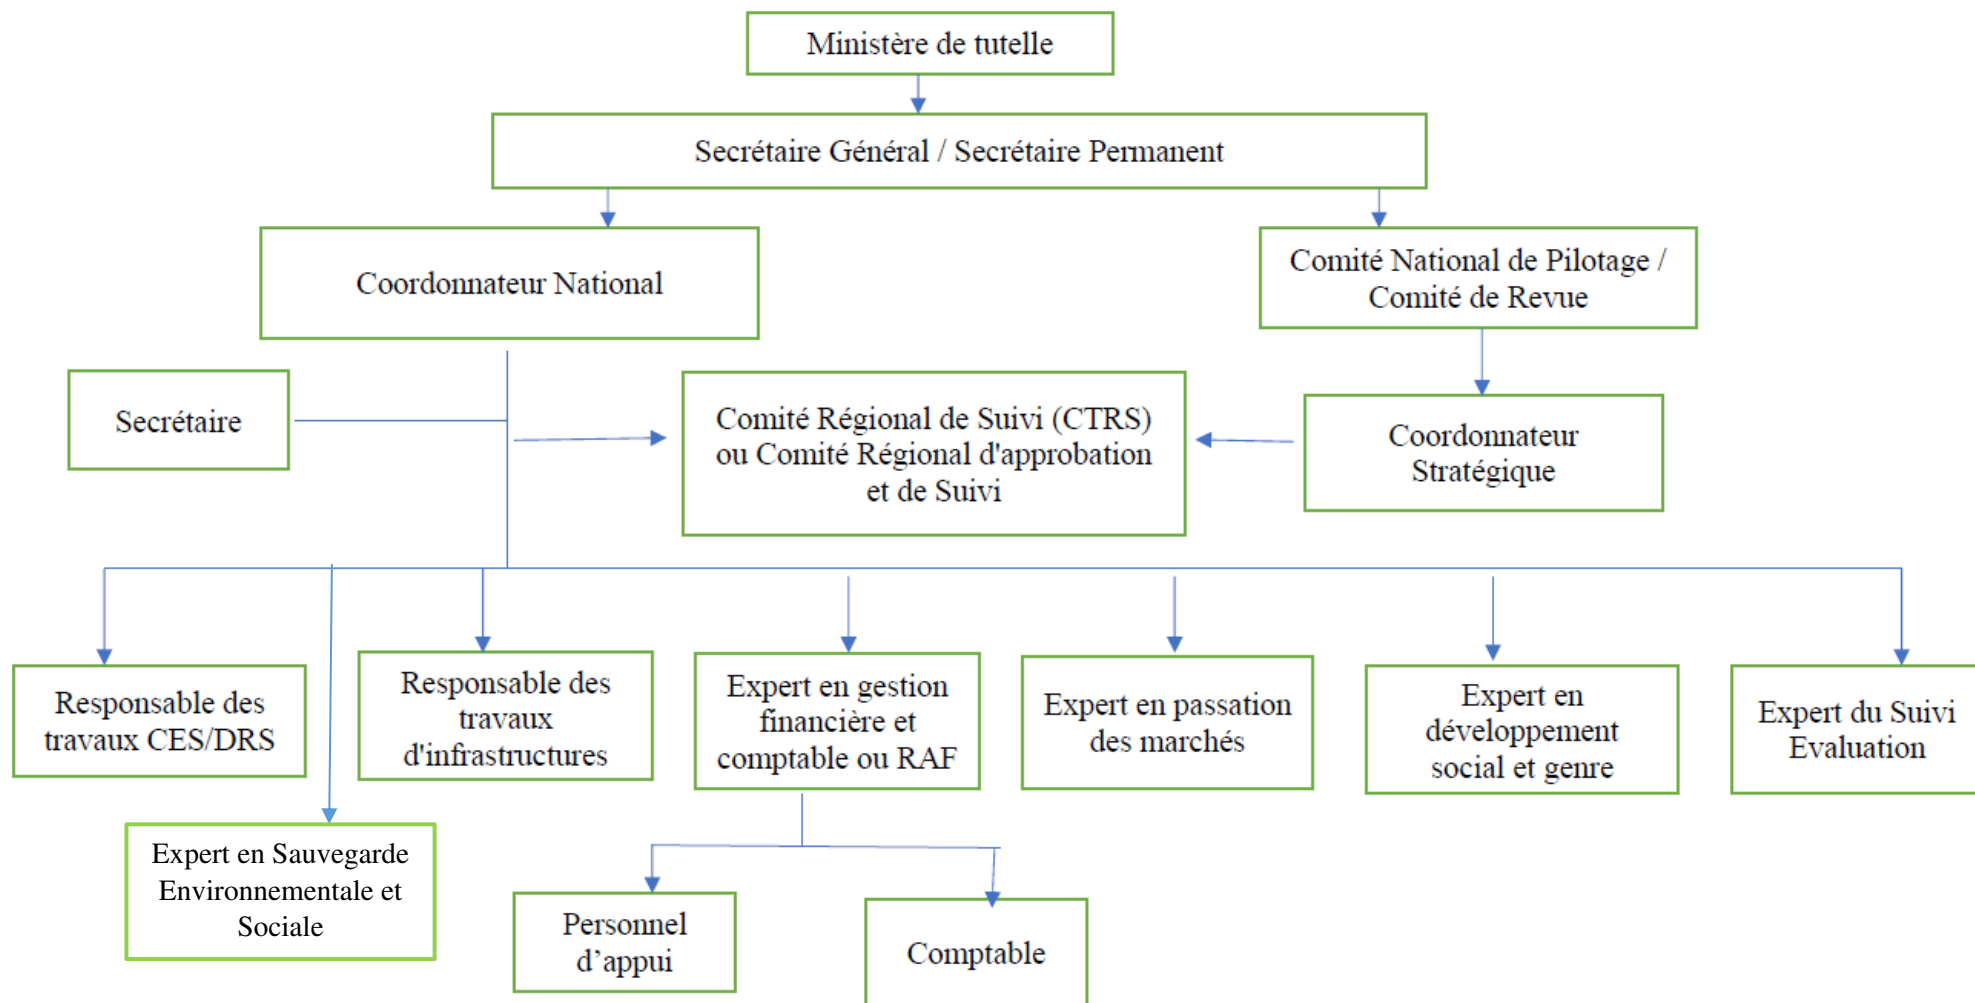 Ministère de tutelle
Secrétaire Général / Secrétaire Permanent
Coordonnateur National
Comité National de Pilotage /
Comité de Revue
Secrétaire
Comité Régional de Suivi (CTRS)
ou Comité Régional d'approbation
et de Suivi
Coordonnateur
Stratégique
Responsable des
travaux CES/DRS
Responsable des
travaux
d'infrastructures
Expert en gestion
financière et
comptable ou RAF
Expert en passation
des marchés
Expert en
développement
social et genre
Expert du Suivi
Evaluation
Expert en Sauvegarde
Environnementale et
Sociale
Personnel
d’appui
Comptable